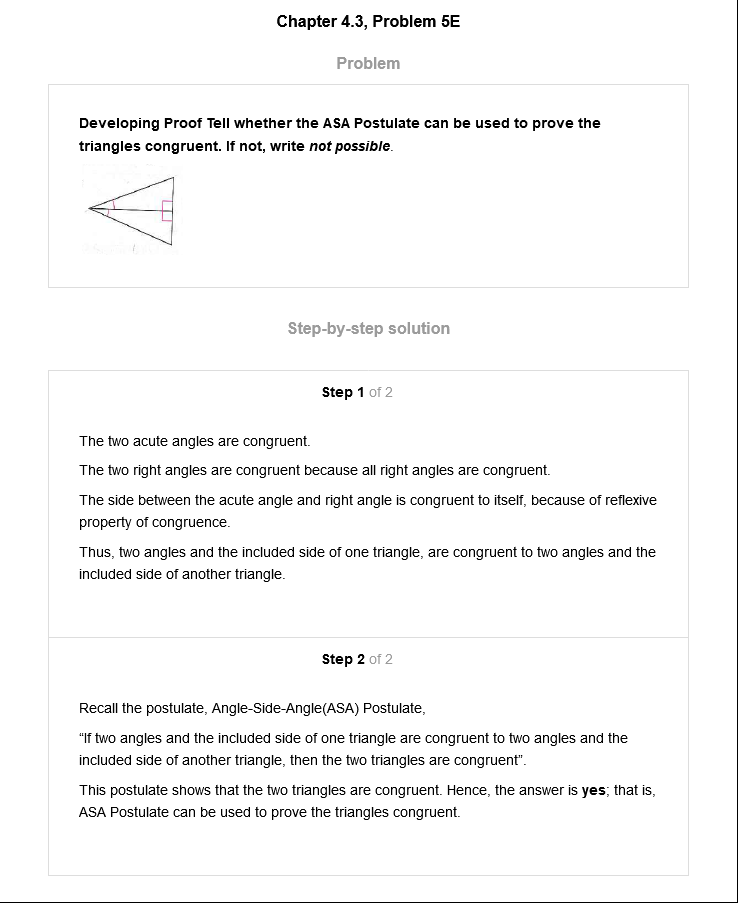 Chapter 4.3, Problem 5E
Problem
Developing Proof Tell whether the ASA Postulate can be used to prove the
triangles congruent. If not, write not possible.
Step-by-step solution
Step 1 of 2
The two acute angles are congruent.
The two right angles are congruent because all right angles are congruent.
The side between the acute angle and right angle is congruent to itself, because of reflexive
property of congruence.
Thus, two angles and the included side of one triangle, are congruent to two angles and the
included side of another triangle.
Step 2 of 2
Recall the postulate, Angle-Side-Angle(ASA) Postulate,
“If two angles and the included side of one triangle are congruent to two angles and the
included side of another triangle, then the two triangles are congruent”.
This postulate shows that the two triangles are congruent. Hence, the answer is yes; that is,
ASA Postulate can be used to prove the triangles congruent.